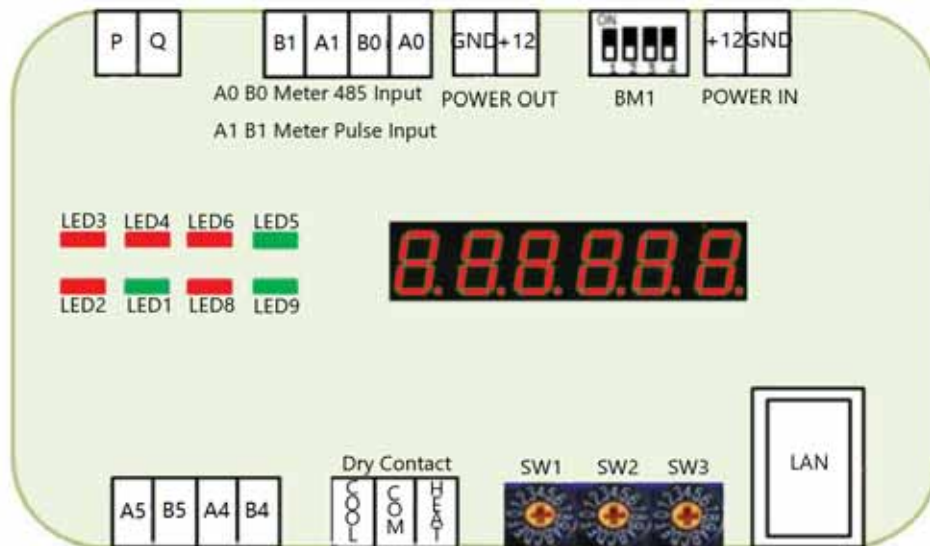 P Q B1 A1 B0 A0 GND +12 ON 1 2 3 4 +12 GND
A0 B0 Meter 485 Input POWER OUT BM1 POWER IN
A1 B1 Meter Pulse Input
LED3 LED4 LED6 LED5
8.8.8.8.8.8.
LED2 LED1 LED8 LED9
Dry Contact SW1 SW2 SW3 LAN
A5 B5 A4 B4 COOL COM HEAT